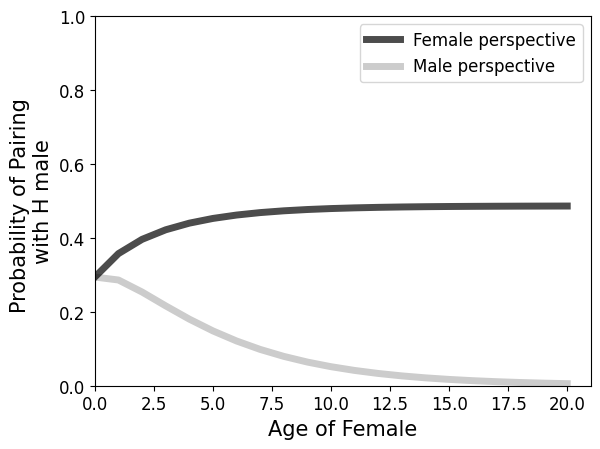 Female perspective
Male perspective
Probability of Pairing
with H male
1.0
0.8
0.6
0.4
0.2
0.0
0.0 2.5 5.0 7.5 10.0 12.5 15.0 17.5 20.0
Age of Female